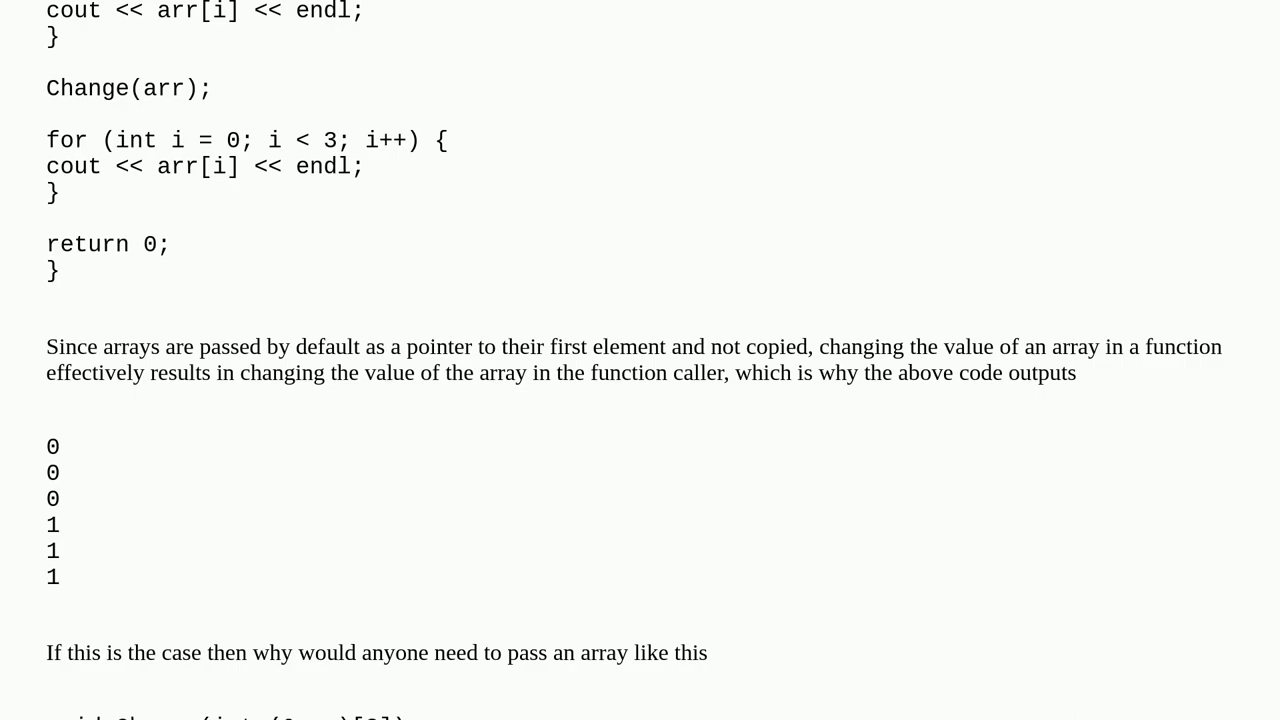 cout << arr[i] << endl;
}
Change(arr);
for (int i = 0; i < 3; i++) {
cout << arr[i] << endl;
}
return 0;
}
Since arrays are passed by default as a pointer to their first element and not copied, changing the value of an array in a function
effectively results in changing the value of the array in the function caller, which is why the above code outputs
0
0
0
1
1
1
If this is the case then why would anyone need to pass an array like this